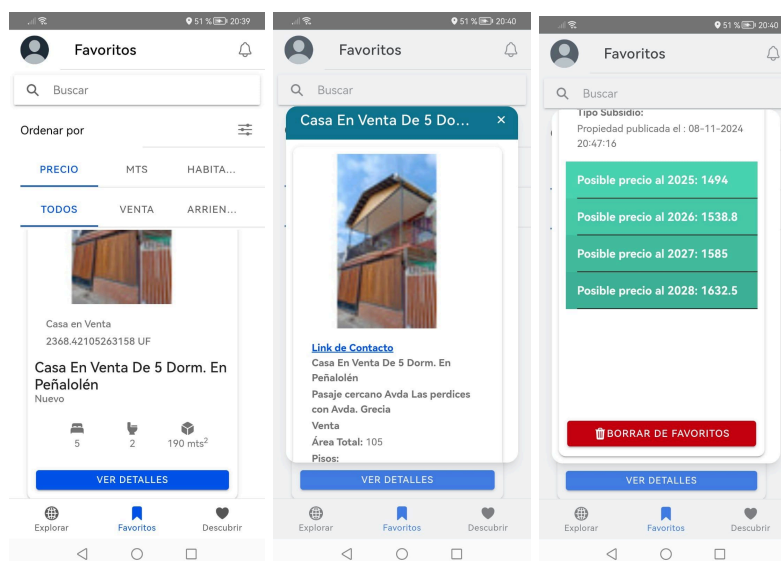 51 % 20:39
Favoritos
Buscar
Ordenar por
PRECIO MTS HABITA...
TODOS VENTA ARRIEN...
Casa en Venta
2368.42105263158 UF
Casa En Venta De 5 Dorm. En
Peñalolén
Nuevo
5 2 190 mts²
VER DETALLES
Explorar Favoritos Descubrir
51 % 20:40
Favoritos
Buscar
Casa En Venta De 5 Do... ×
Link de Contacto
Casa En Venta De 5 Dorm. En
Peñalolén
Pasaje cercano Avda Las perdices
con Avda. Grecia
Venta
Área Total: 105
Pisos:
VER DETALLES
Explorar Favoritos Descubrir
51 % 20:40
Favoritos
Buscar
Tipo Subsidio:
Propiedad publicada el : 08-11-2024
20:47:16
Posible precio al 2025: 1494
Posible precio al 2026: 1538.8
Posible precio al 2027: 1585
Posible precio al 2028: 1632.5
BORRAR DE FAVORITOS
VER DETALLES
Explorar Favoritos Descubrir